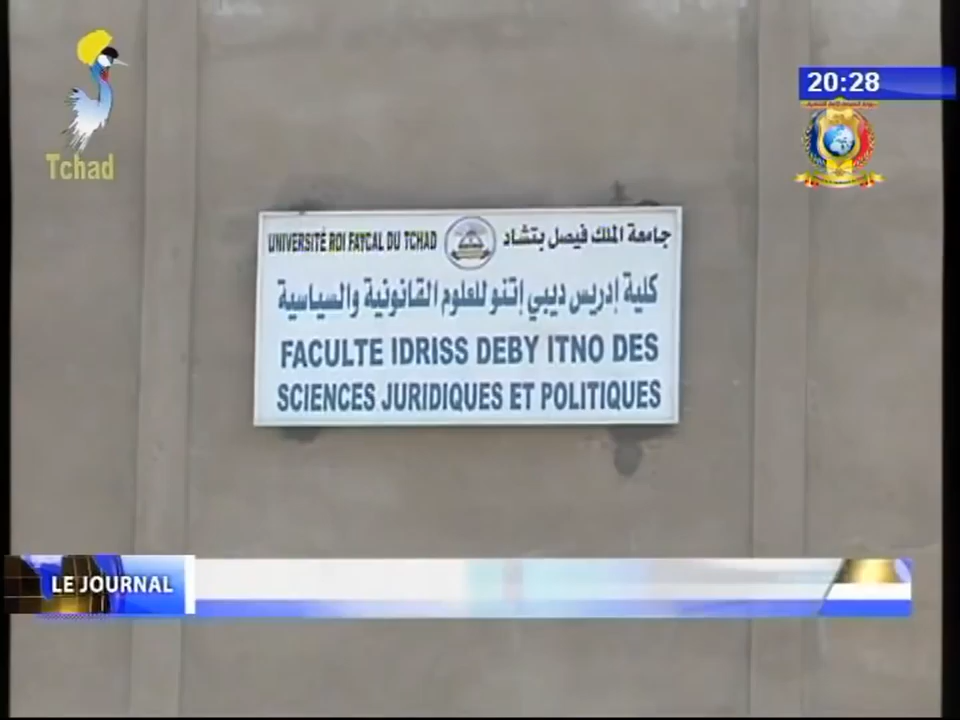 Tchad
20:28
UNIVERSITÉ ROI FAYCAL DU TCHAD
جامعة الملك فيصل بتشاد
كلية إدريس ديبي إتنو للعلوم القانونية والسياسية
FACULTE IDRISS DEBY ITNO DES
SCIENCES JURIDIQUES ET POLITIQUES
LE JOURNAL